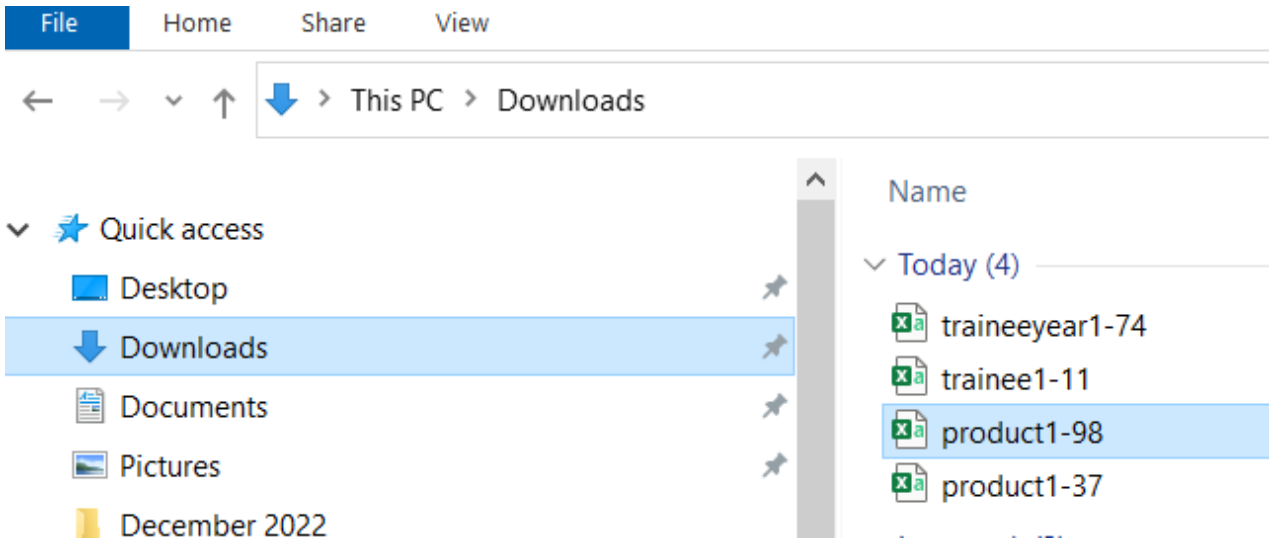 File Home Share View
This PC > Downloads
Quick access
Desktop
Downloads
Documents
Pictures
December 2022
Name
Today (4)
traineeyear1-74
trainee1-11
product1-98
product1-37